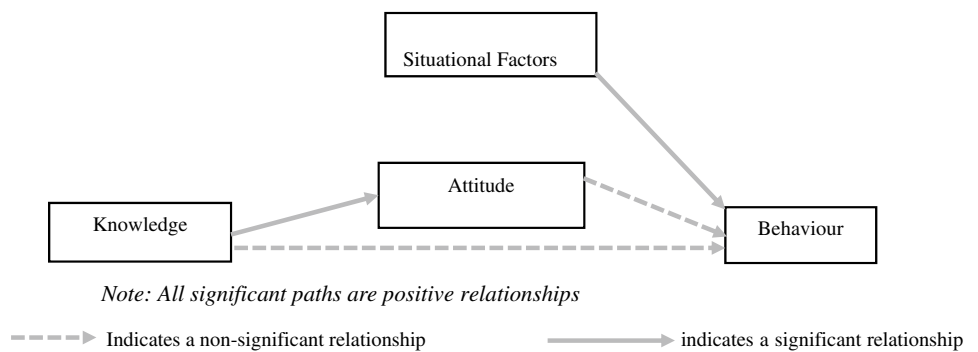 Situational Factors
Attitude
Knowledge
Behaviour
Note: All significant paths are positive relationships
Indicates a non-significant relationship
indicates a significant relationship